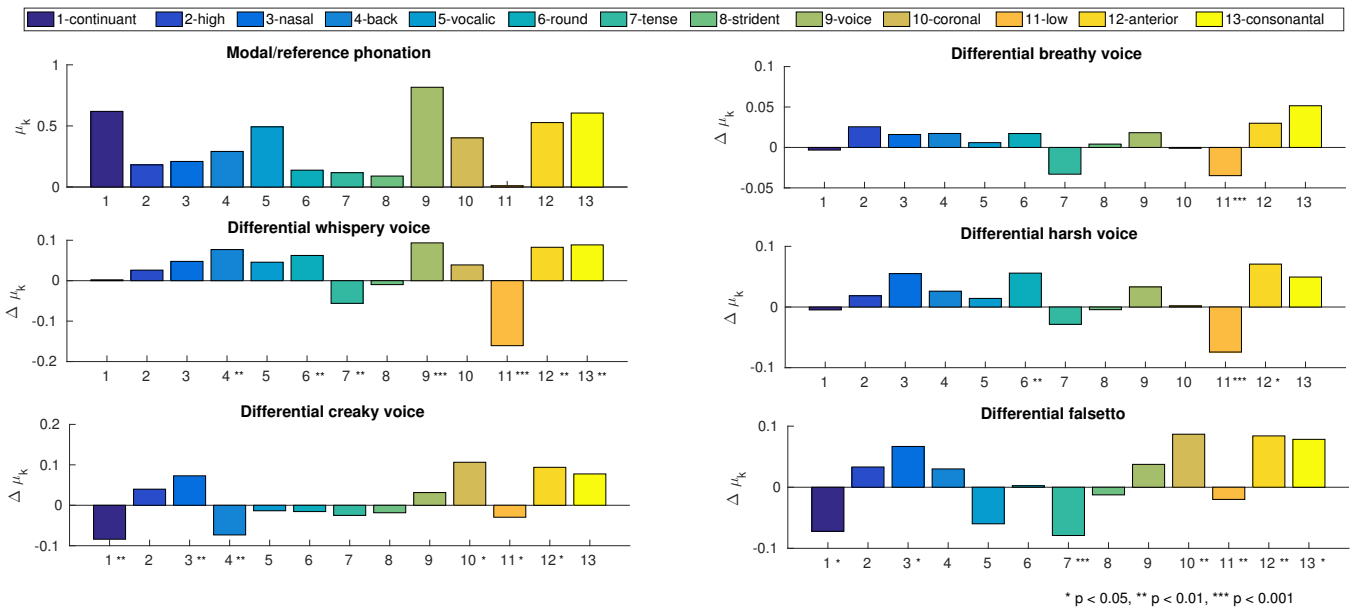 1-continuant 2-high 3-nasal 4-back 5-vocalic 6-round 7-tense 8-strident 9-voice 10-coronal 11-low 12-anterior 13-consonantal
Modal/reference phonation
1
0.5
0
μk
1 2 3 4 5 6 7 8 9 10 11 12 13
Differential breathy voice
0.1
0.05
0
-0.05
Δ μk
1 2 3 4 5 6 7 8 9 10 11 *** 12 13
Differential whispery voice
0.1
0
-0.1
-0.2
Δ μk
1 2 3 4 ** 5 6 ** 7 ** 8 9 *** 10 11 *** 12 ** 13 **
Differential harsh voice
0.1
0
-0.1
Δ μk
1 2 3 4 5 6 ** 7 8 9 10 11 *** 12 * 13
Differential creaky voice
0.2
0.1
0
-0.1
Δ μk
1 ** 2 3 ** 4 ** 5 6 7 8 9 10 * 11 * 12 * 13
Differential falsetto
0.1
0
-0.1
Δ μk
1 * 2 3 * 4 5 6 7 *** 8 9 10 ** 11 ** 12 ** 13 *
* p < 0.05, ** p < 0.01, *** p < 0.001